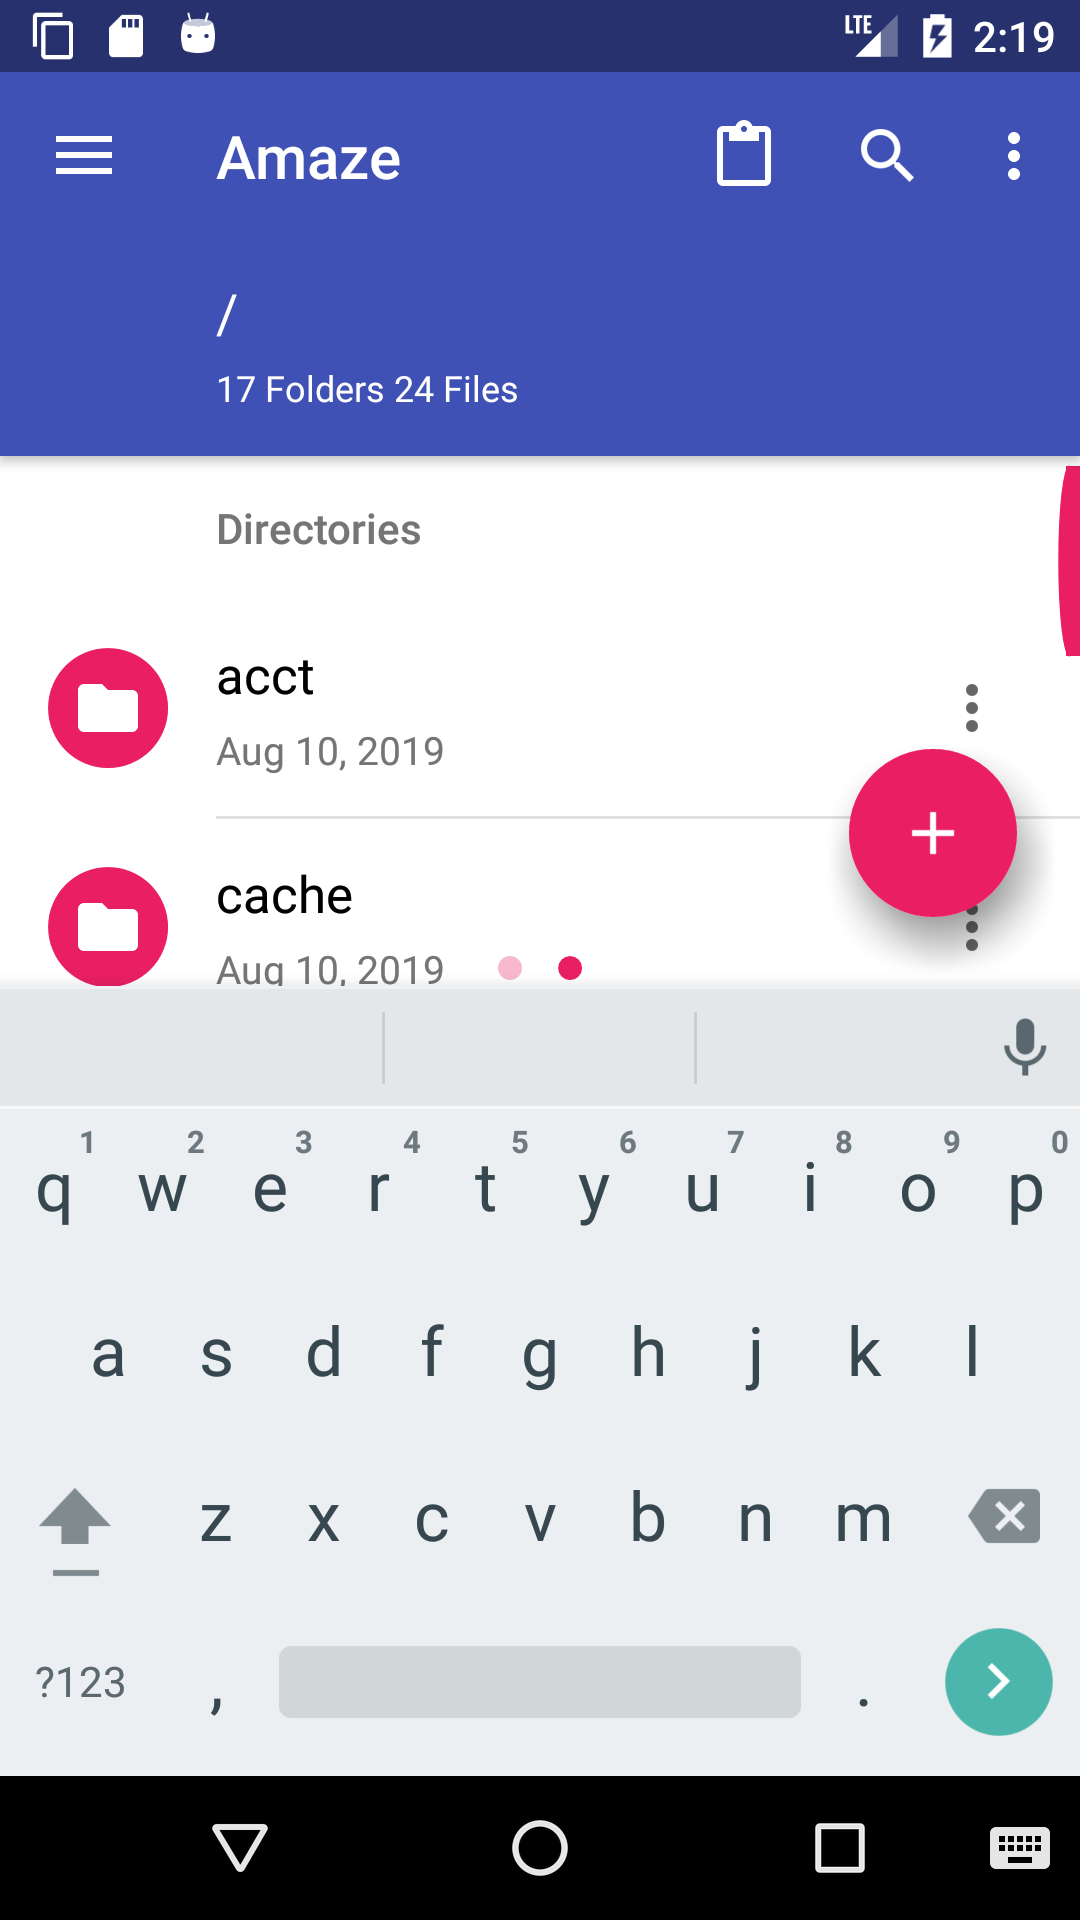 LTE 2:19
Amaze
/
17 Folders 24 Files
Directories
acct
Aug 10, 2019
cache
Aug 10, 2019
1 2 3 4 5 6 7 8 9 0
q w e r t y u i o p
a s d f g h j k l
z x c v b n m
?123 , .